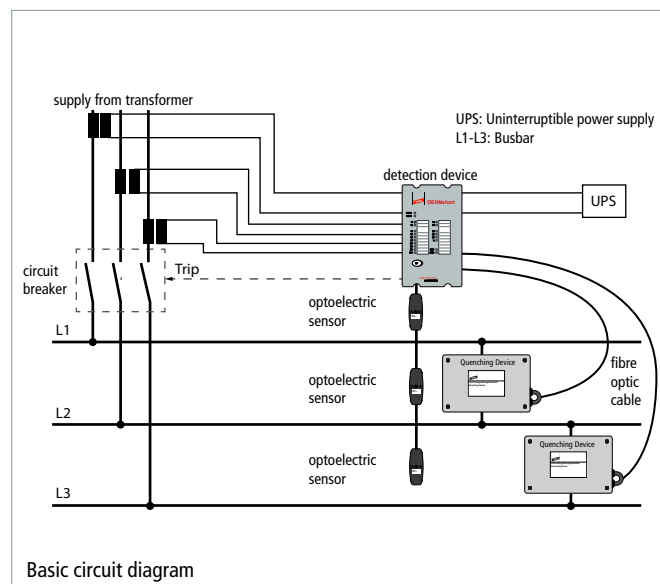 supply from transformer
UPS: Uninterruptible power supply
L1-L3: Busbar
detection device
DEHNshort
UPS
circuit
breaker
Trip
optoelectric
sensor
L1
Quenching Device
fibre
optic
cable
optoelectric
sensor
L2
Quenching Device
optoelectric
sensor
L3
Basic circuit diagram